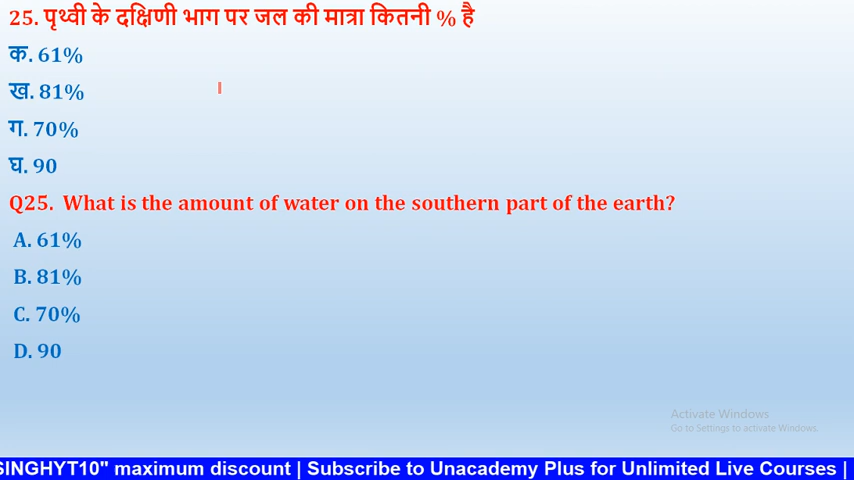 25. पृथ्वी के दक्षिणी भाग पर जल की मात्रा कितनी % है
क. 61%
ख. 81%
ग. 70%
घ. 90
Q25. What is the amount of water on the southern part of the earth?
A. 61%
B. 81%
C. 70%
D. 90
Activate Windows
Go to Settings to activate Windows.
SINGHYT10" maximum discount | Subscribe to Unacademy Plus for Unlimited Live Courses |